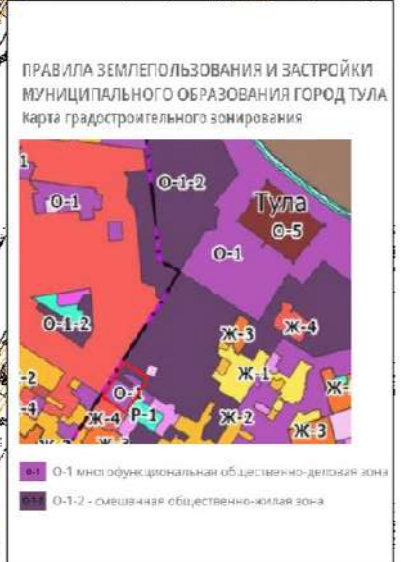 ПРАВИЛА ЗЕМЛЕПОЛЬЗОВАНИЯ И ЗАСТРОЙКИ
МУНИЦИПАЛЬНОГО ОБРАЗОВАНИЯ ГОРОД ТУЛА
Карта градостроительного зонирования
О-1-2
О-1
Тула
О-5
О-1
О-1-2
Ж-3
Ж-4
Ж-1
О-1
Ж-4
Р-1
Ж-2
Ж-3
О-1 О-1 многофункциональная общественно-деловая зона
О-1-2 - смешанная общественно-жилая зона